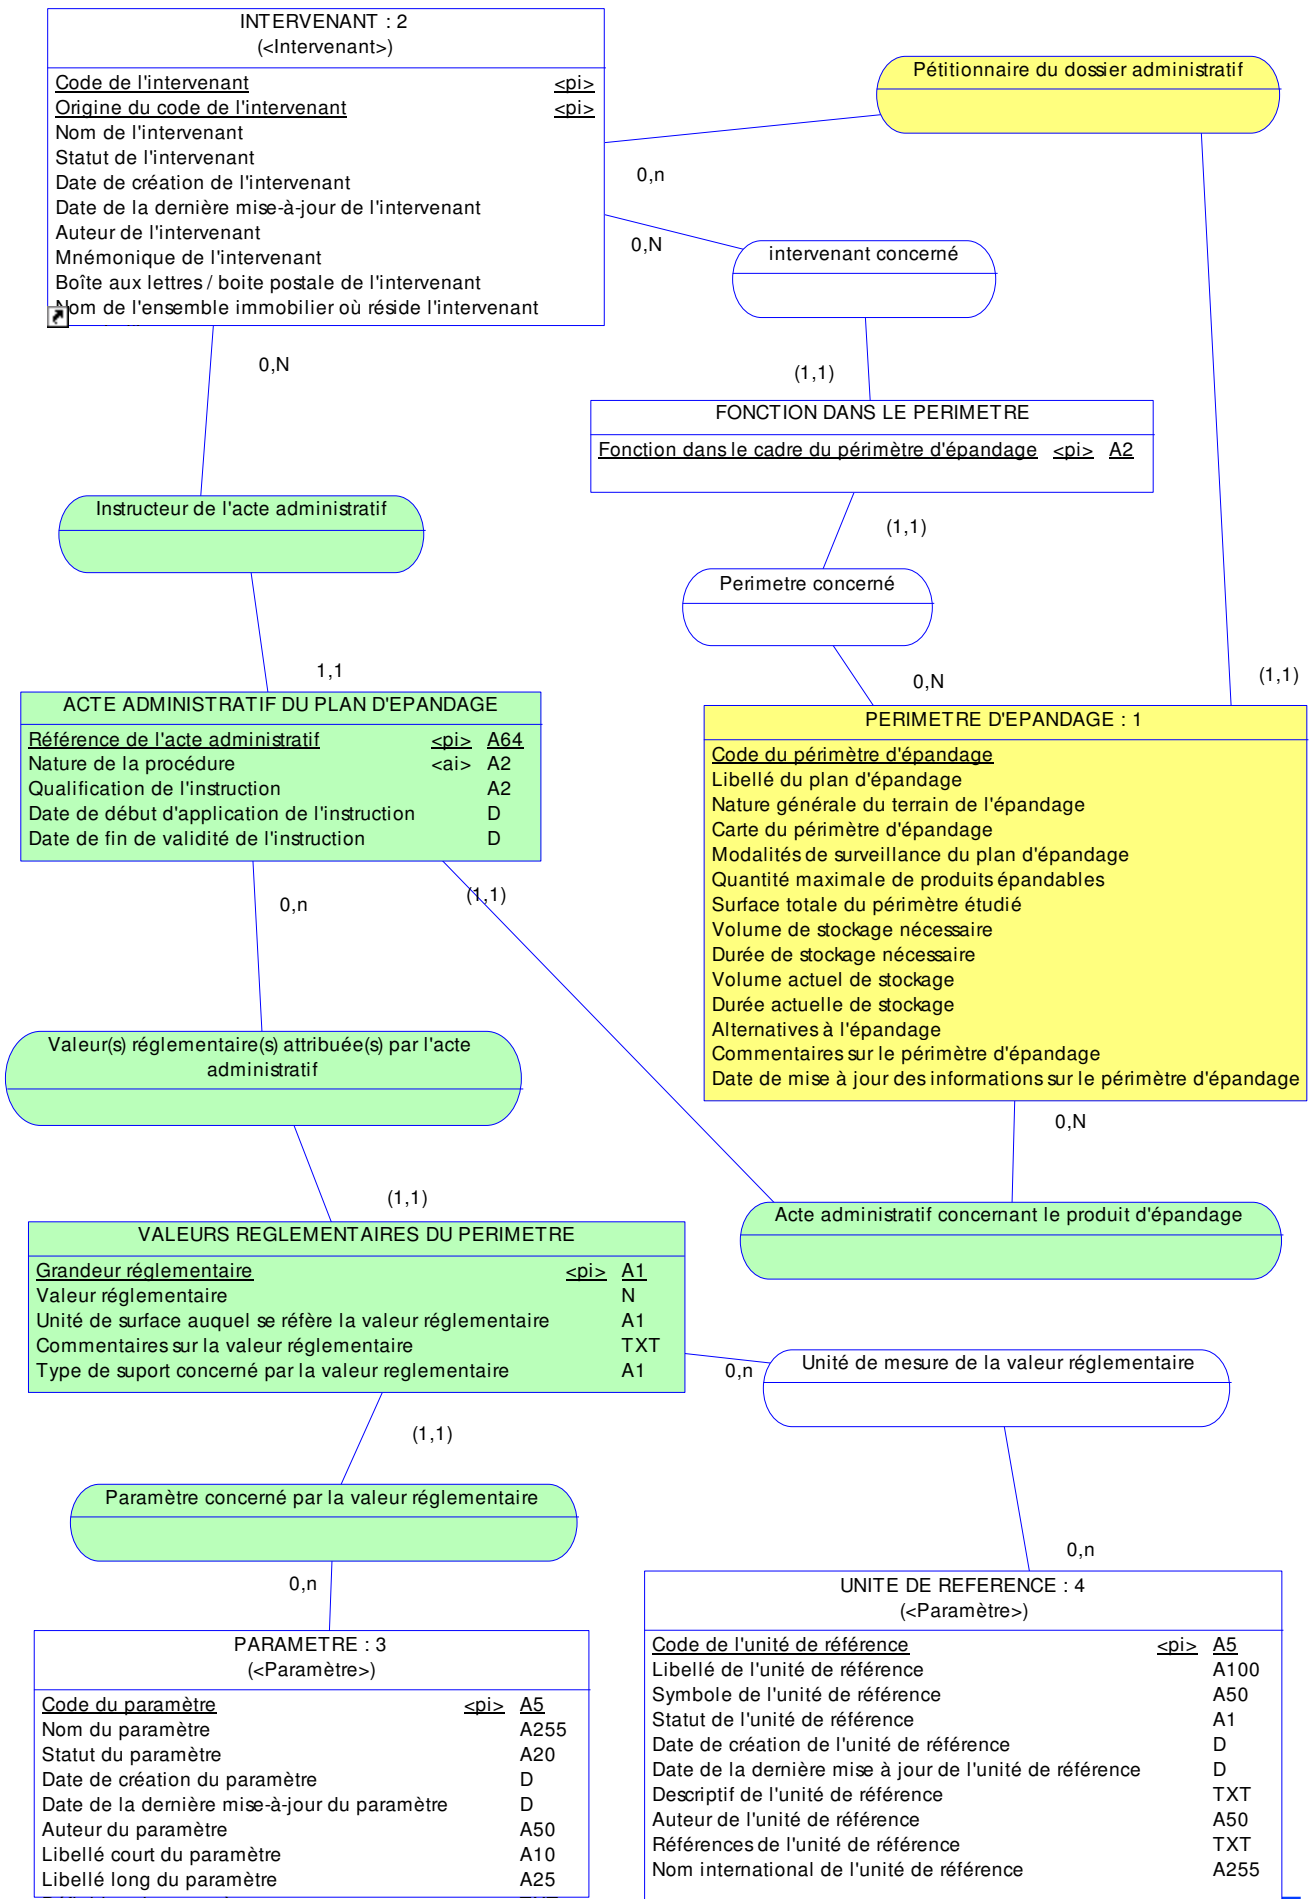 INTERVENANT : 2
(<Intervenant>)
Code de l'intervenant <pi>
Origine du code de l'intervenant <pi>
Nom de l'intervenant
Statut de l'intervenant
Date de création de l'intervenant
Date de la dernière mise-à-jour de l'intervenant
Auteur de l'intervenant
Mnémonique de l'intervenant
Boîte aux lettres / boite postale de l'intervenant
Nom de l'ensemble immobilier où réside l'intervenant
Pétitionnaire du dossier administratif
0,n
0,N
intervenant concerné
0,N
(1,1)
FONCTION DANS LE PERIMETRE
Fonction dans le cadre du périmètre d'épandage <pi> A2
Instructeur de l'acte administratif
(1,1)
Perimetre concerné
1,1
0,N
(1,1)
ACTE ADMINISTRATIF DU PLAN D'EPANDAGE
Référence de l'acte administratif <pi> A64
Nature de la procédure <ai> A2
Qualification de l'instruction A2
Date de début d'application de l'instruction D
Date de fin de validité de l'instruction D
PERIMETRE D'EPANDAGE : 1
Code du périmètre d'épandage
Libellé du plan d'épandage
Nature générale du terrain de l'épandage
Carte du périmètre d'épandage
Modalités de surveillance du plan d'épandage
Quantité maximale de produits épandables
Surface totale du périmètre étudié
Volume de stockage nécessaire
Durée de stockage nécessaire
Volume actuel de stockage
Durée actuelle de stockage
Alternatives à l'épandage
Commentaires sur le périmètre d'épandage
Date de mise à jour des informations sur le périmètre d'épandage
0,n
(1,1)
Valeur(s) réglementaire(s) attribuée(s) par l'acte
administratif
0,N
(1,1)
Acte administratif concernant le produit d'épandage
VALEURS REGLEMENTAIRES DU PERIMETRE
Grandeur réglementaire <pi> A1
Valeur réglementaire N
Unité de surface auquel se réfère la valeur réglementaire A1
Commentaires sur la valeur réglementaire TXT
Type de suport concerné par la valeur reglementaire A1
0,n
Unité de mesure de la valeur réglementaire
(1,1)
Paramètre concerné par la valeur réglementaire
0,n
0,n
PARAMETRE : 3
(<Paramètre>)
Code du paramètre <pi> A5
Nom du paramètre A255
Statut du paramètre A20
Date de création du paramètre D
Date de la dernière mise-à-jour du paramètre D
Auteur du paramètre A50
Libellé court du paramètre A10
Libellé long du paramètre A25
UNITE DE REFERENCE : 4
(<Paramètre>)
Code de l'unité de référence <pi> A5
Libellé de l'unité de référence A100
Symbole de l'unité de référence A50
Statut de l'unité de référence A1
Date de création de l'unité de référence D
Date de la dernière mise à jour de l'unité de référence D
Descriptif de l'unité de référence TXT
Auteur de l'unité de référence A50
Références de l'unité de référence TXT
Nom international de l'unité de référence A255